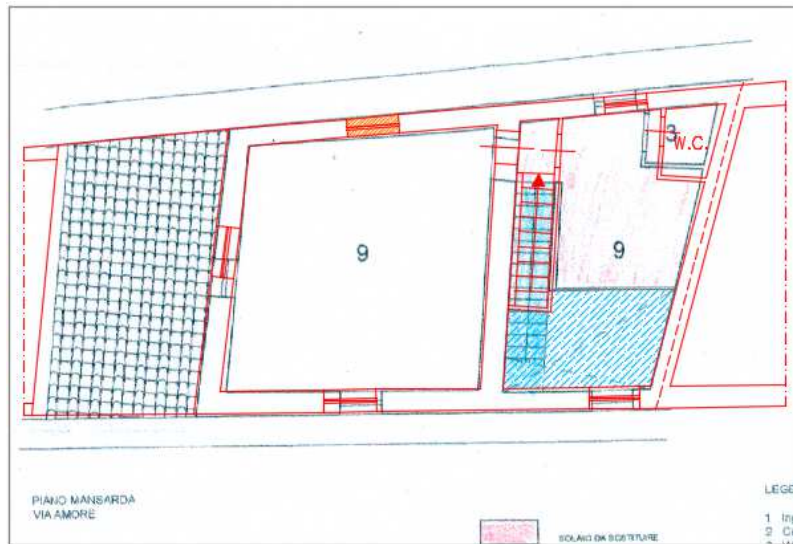 3
W.C.
9
9
PIANO MANSARDA
VIA AMORE
SOLAIO DA SOSTITUIRE
LEGE
1
2